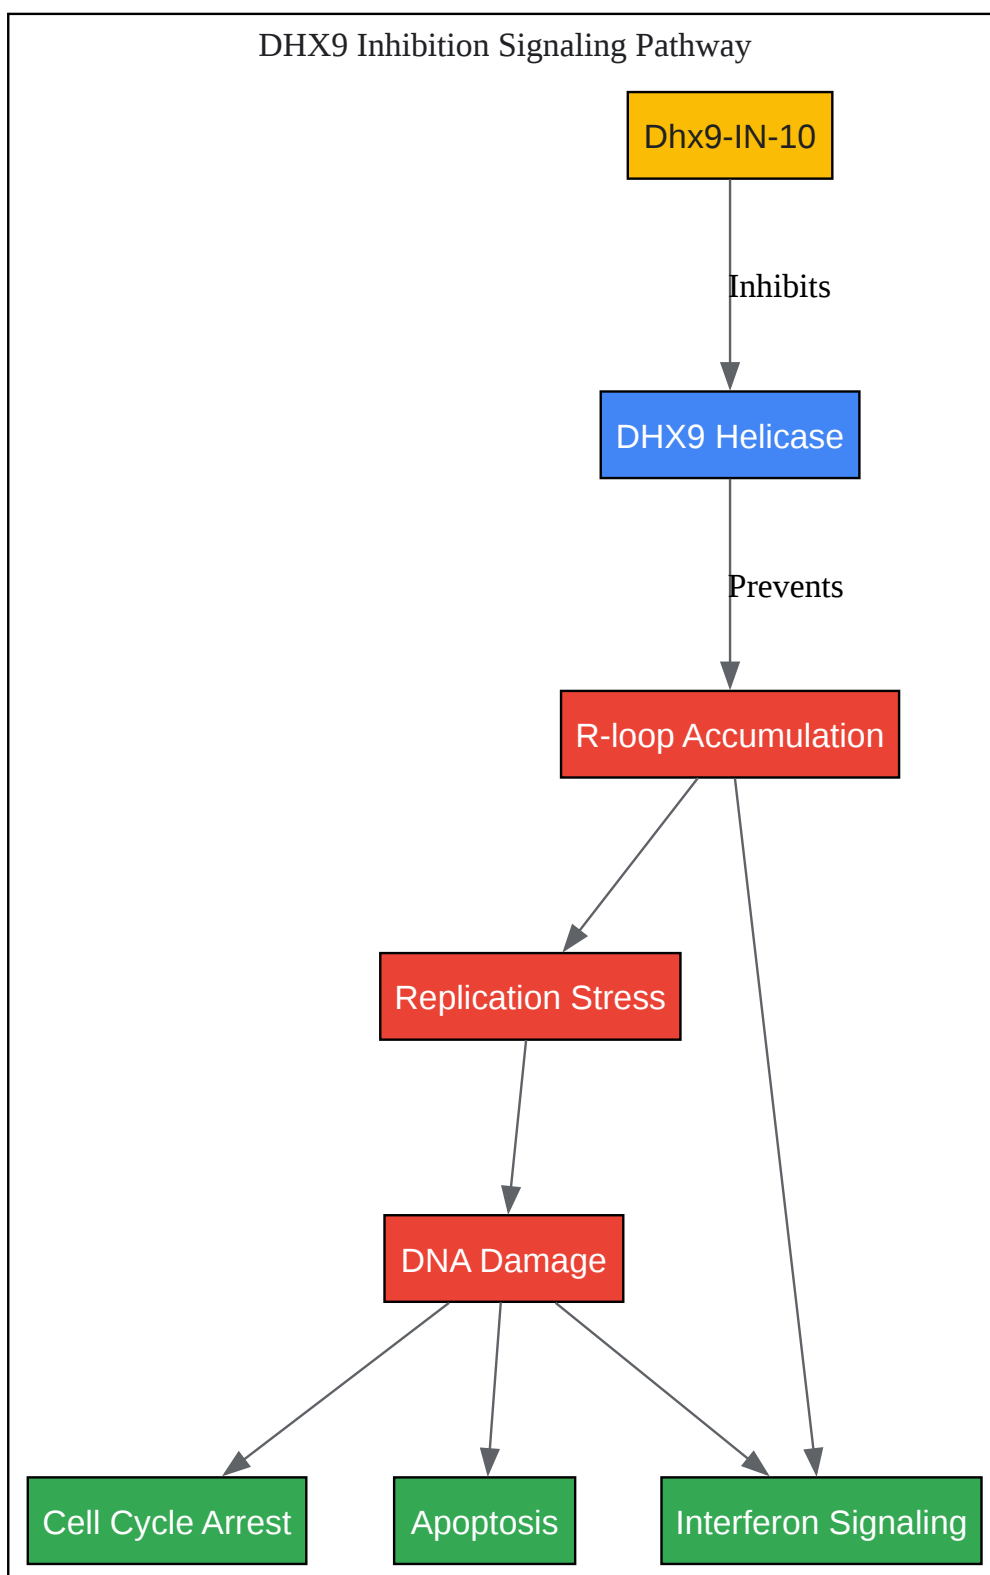 DHX9 Inhibition Signaling Pathway
Dhx9-IN-10
Inhibits
DHX9 Helicase
Prevents
R-loop Accumulation
Replication Stress
DNA Damage
Cell Cycle Arrest
Apoptosis
Interferon Signaling